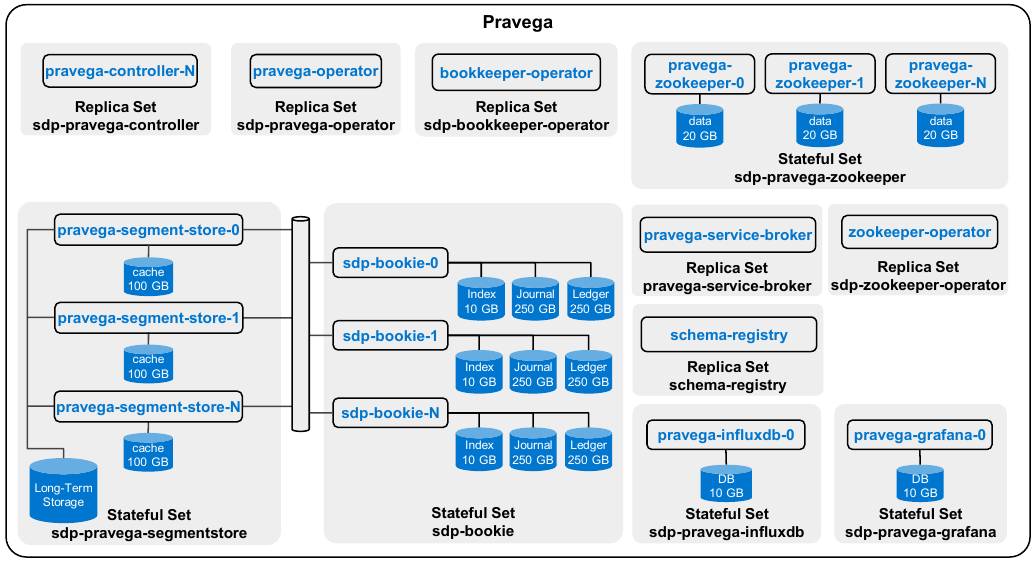 Pravega
pravega-controller-N
Replica Set
sdp-pravega-controller
pravega-operator
Replica Set
sdp-pravega-operator
bookkeeper-operator
Replica Set
sdp-bookkeeper-operator
pravega-
zookeeper-0
data
20 GB
pravega-
zookeeper-1
data
20 GB
pravega-
zookeeper-N
data
20 GB
Stateful Set
sdp-pravega-zookeeper
pravega-segment-store-0
cache
100 GB
pravega-segment-store-1
cache
100 GB
pravega-segment-store-N
cache
100 GB
Long-Term
Storage
Stateful Set
sdp-pravega-segmentstore
sdp-bookie-0
Index
10 GB
Journal
250 GB
Ledger
250 GB
sdp-bookie-1
Index
10 GB
Journal
250 GB
Ledger
250 GB
sdp-bookie-N
Index
10 GB
Journal
250 GB
Ledger
250 GB
Stateful Set
sdp-bookie
pravega-service-broker
Replica Set
pravega-service-broker
zookeeper-operator
Replica Set
sdp-zookeeper-operator
schema-registry
Replica Set
schema-registry
pravega-influxdb-0
DB
10 GB
Stateful Set
sdp-pravega-influxdb
pravega-grafana-0
DB
10 GB
Stateful Set
sdp-pravega-grafana